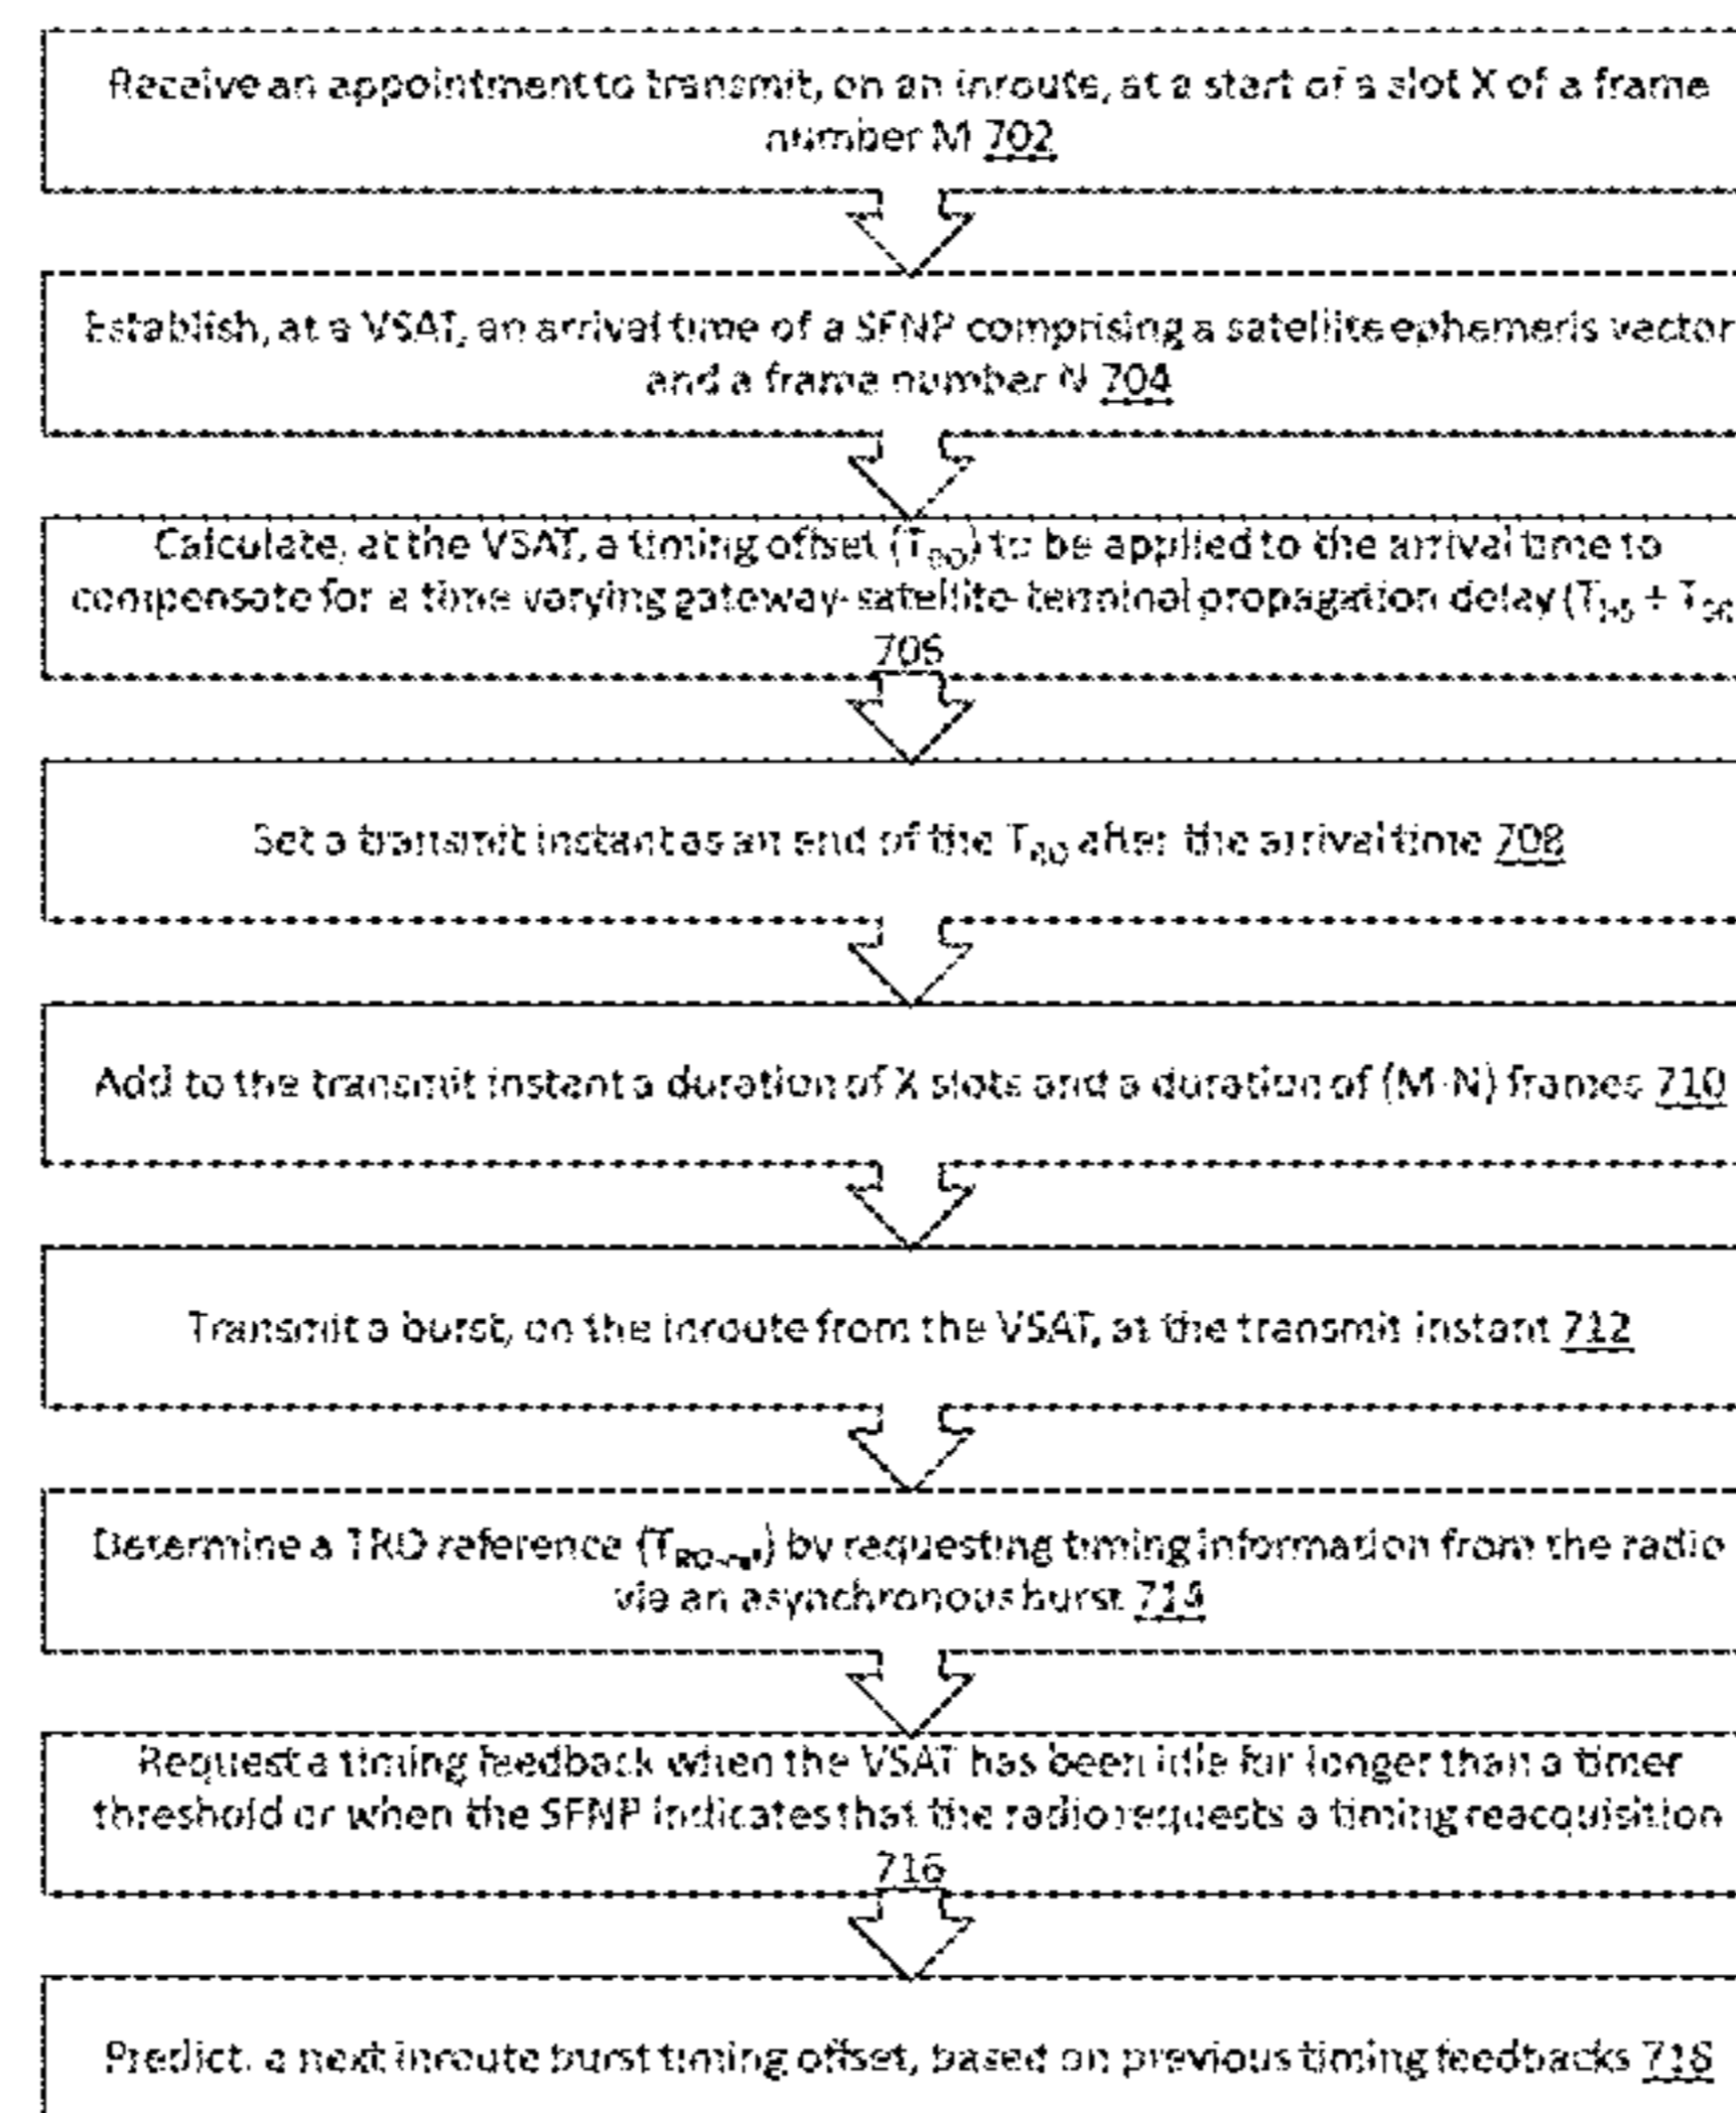 Receive an appointment to transmit, on an inroute, at a start of a slot X of a frame
number M 702
Establish, at a VSAT, an arrival time of a SFNP comprising a satellite ephemeris vector
and a frame number N 704
Calculate, at the VSAT, a timing offset (T_RO) to be applied to the arrival time to
compensate for a time varying gateway-satellite-terminal propagation delay
706
Set a transmit instant as an end of the T_RO after the arrival time 708
Add to the transmit instant a duration of X slots and a duration of (M-N) frames 710
Transmit a burst, on the inroute from the VSAT, at the transmit instant 712
Determine a TRO reference (T_RO-ref) by requesting timing information from the radio
via an asynchronous burst 714
Request a timing feedback when the VSAT has been idle for longer than a timer
threshold or when the SFNP indicates that the radio requests a timing reacquisition
716
Predict, a next inroute burst timing offset, based on previous timing feedbacks 718